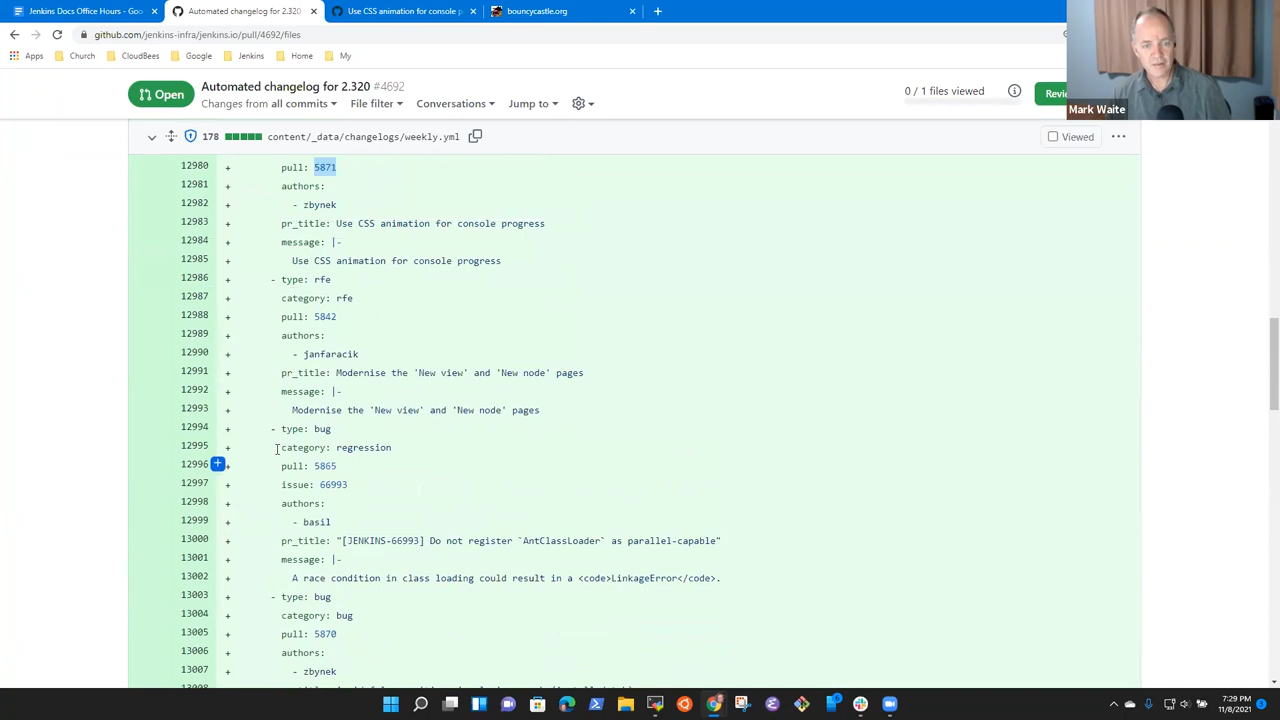 Jenkins Docs Office Hours - Goo
Automated changelog for 2.320
Use CSS animation for console p
bouncycastle.org
github.com/jenkins-infra/jenkins.io/pull/4692/files
Apps Church CloudBees Google Jenkins Home My
Open
Automated changelog for 2.320 #4692
Changes from all commits File filter Conversations Jump to
0 / 1 files viewed
Mark Waite
178 content/_data/changelogs/weekly.yml
Viewed
12980 + pull: 5871
12981 + authors:
12982 + - zbynek
12983 + pr_title: Use CSS animation for console progress
12984 + message: |-
12985 + Use CSS animation for console progress
12986 + - type: rfe
12987 + category: rfe
12988 + pull: 5842
12989 + authors:
12990 + - janfaracik
12991 + pr_title: Modernise the 'New view' and 'New node' pages
12992 + message: |-
12993 + Modernise the 'New view' and 'New node' pages
12994 + - type: bug
12995 + category: regression
12996 + pull: 5865
12997 + issue: 66993
12998 + authors:
12999 + - basil
13000 + pr_title: "[JENKINS-66993] Do not register `AntClassLoader` as parallel-capable"
13001 + message: |-
13002 + A race condition in class loading could result in a <code>LinkageError</code>.
13003 + - type: bug
13004 + category: bug
13005 + pull: 5870
13006 + authors:
13007 + - zbynek
7:29 PM
11/8/2021